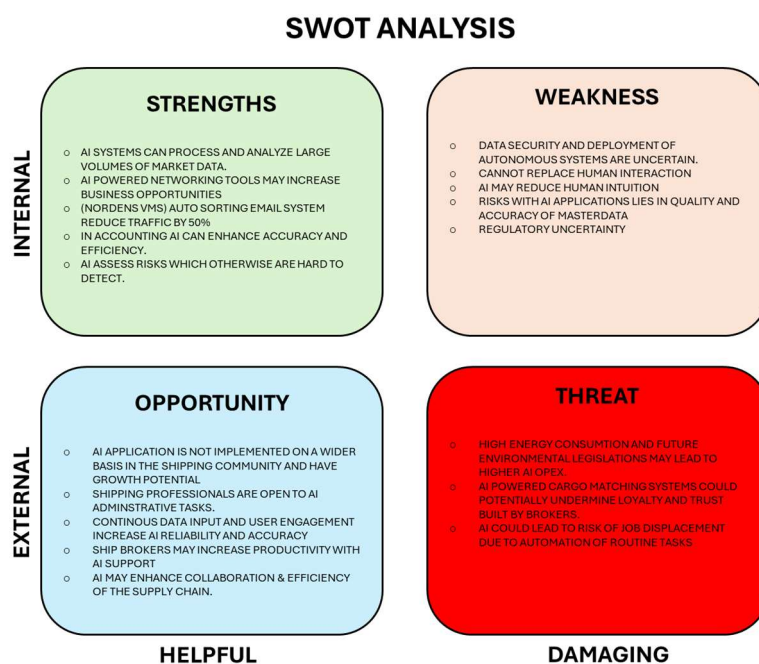 SWOT ANALYSIS
INTERNAL
STRENGTHS
○ AI SYSTEMS CAN PROCESS AND ANALYZE LARGE
VOLUMES OF MARKET DATA.
○ AI POWERED NETWORKING TOOLS MAY INCREASE
BUSINESS OPPORTUNITIES
○ (NORDENS VMS) AUTO SORTING EMAIL SYSTEM
REDUCE TRAFFIC BY 50%
○ IN ACCOUNTING AI CAN ENHANCE ACCURACY AND
EFFICIENCY.
○ AI ASSESS RISKS WHICH OTHERWISE ARE HARD TO
DETECT.
WEAKNESS
○ DATA SECURITY AND DEPLOYMENT OF
AUTONOMOUS SYSTEMS ARE UNCERTAIN.
○ CANNOT REPLACE HUMAN INTERACTION
○ AI MAY REDUCE HUMAN INTUITION
○ RISKS WITH AI APPLICATIONS LIES IN QUALITY AND
ACCURACY OF MASTERDATA
○ REGULATORY UNCERTAINTY
EXTERNAL
OPPORTUNITY
○ AI APPLICATION IS NOT IMPLEMENTED ON A WIDER
BASIS IN THE SHIPPING COMMUNITY AND HAVE
GROWTH POTENTIAL
○ SHIPPING PROFESSIONALS ARE OPEN TO AI
ADMINSTRATIVE TASKS.
○ CONTINOUS DATA INPUT AND USER ENGAGEMENT
INCREASE AI RELIABILITY AND ACCURACY
○ SHIP BROKERS MAY INCREASE PRODUCTIVITY WITH
AI SUPPORT
○ AI MAY ENHANCE COLLABORATION & EFFICIENCY
OF THE SUPPLY CHAIN.
THREAT
○ HIGH ENERGY CONSUMTION AND FUTURE
ENVIRONMENTAL LEGISLATIONS MAY LEAD TO
HIGHER AI OPEX.
○ AI POWERED CARGO MATCHING SYSTEMS COULD
POTENTIALLY UNDERMINE LOYALTY AND TRUST
BUILT BY BROKERS.
○ AI COULD LEAD TO RISK OF JOB DISPLACEMENT
DUE TO AUTOMATION OF ROUTINE TASKS
HELPFUL
DAMAGING